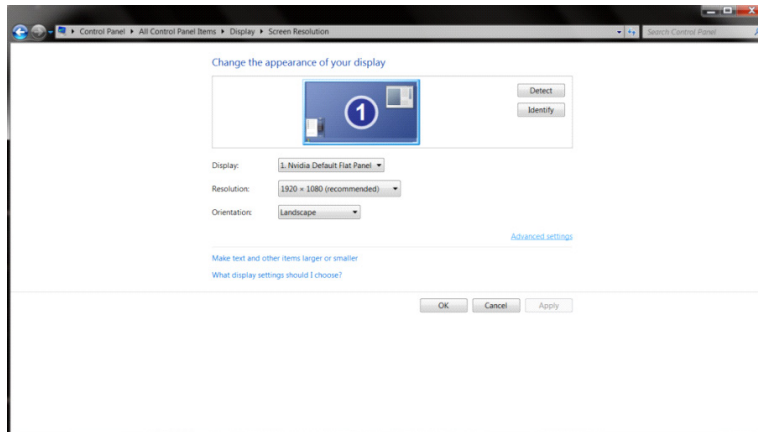 Control Panel ▸ All Control Panel Items ▸ Display ▸ Screen Resolution
Search Control Panel
Change the appearance of your display
1
Detect
Identify
Display: 1. Nvidia Default Flat Panel
Resolution: 1920 × 1080 (recommended)
Orientation: Landscape
Advanced settings
Make text and other items larger or smaller
What display settings should I choose?
OK Cancel Apply